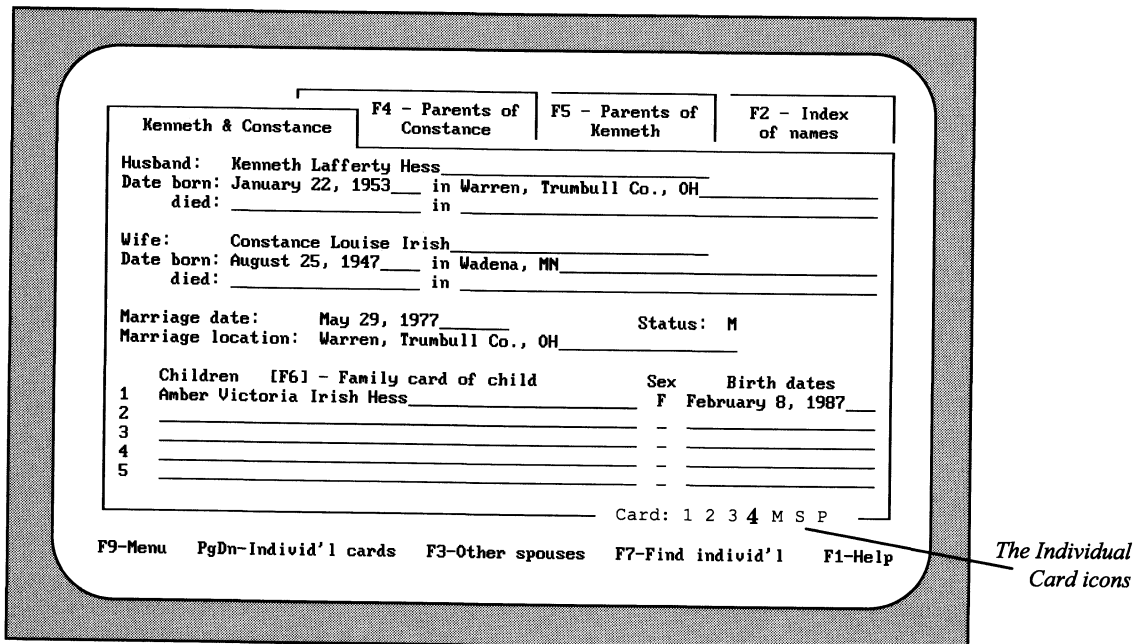 F4 - Parents of Constance
F5 - Parents of Kenneth
F2 - Index of names
Kenneth & Constance
Husband: Kenneth Lafferty Hess
Date born: January 22, 1953 in Warren, Trumbull Co., OH
died: in
Wife: Constance Louise Irish
Date born: August 25, 1947 in Wadena, MN
died: in
Marriage date: May 29, 1977 Status: M
Marriage location: Warren, Trumbull Co., OH
Children [F6] - Family card of child Sex Birth dates
1 Amber Victoria Irish Hess F February 8, 1987
2 -
3 -
4 -
5 -
Card: 1 2 3 4 M S P
F9-Menu PgDn-Individ'l cards F3-Other spouses F7-Find individ'l F1-Help
The Individual
Card icons